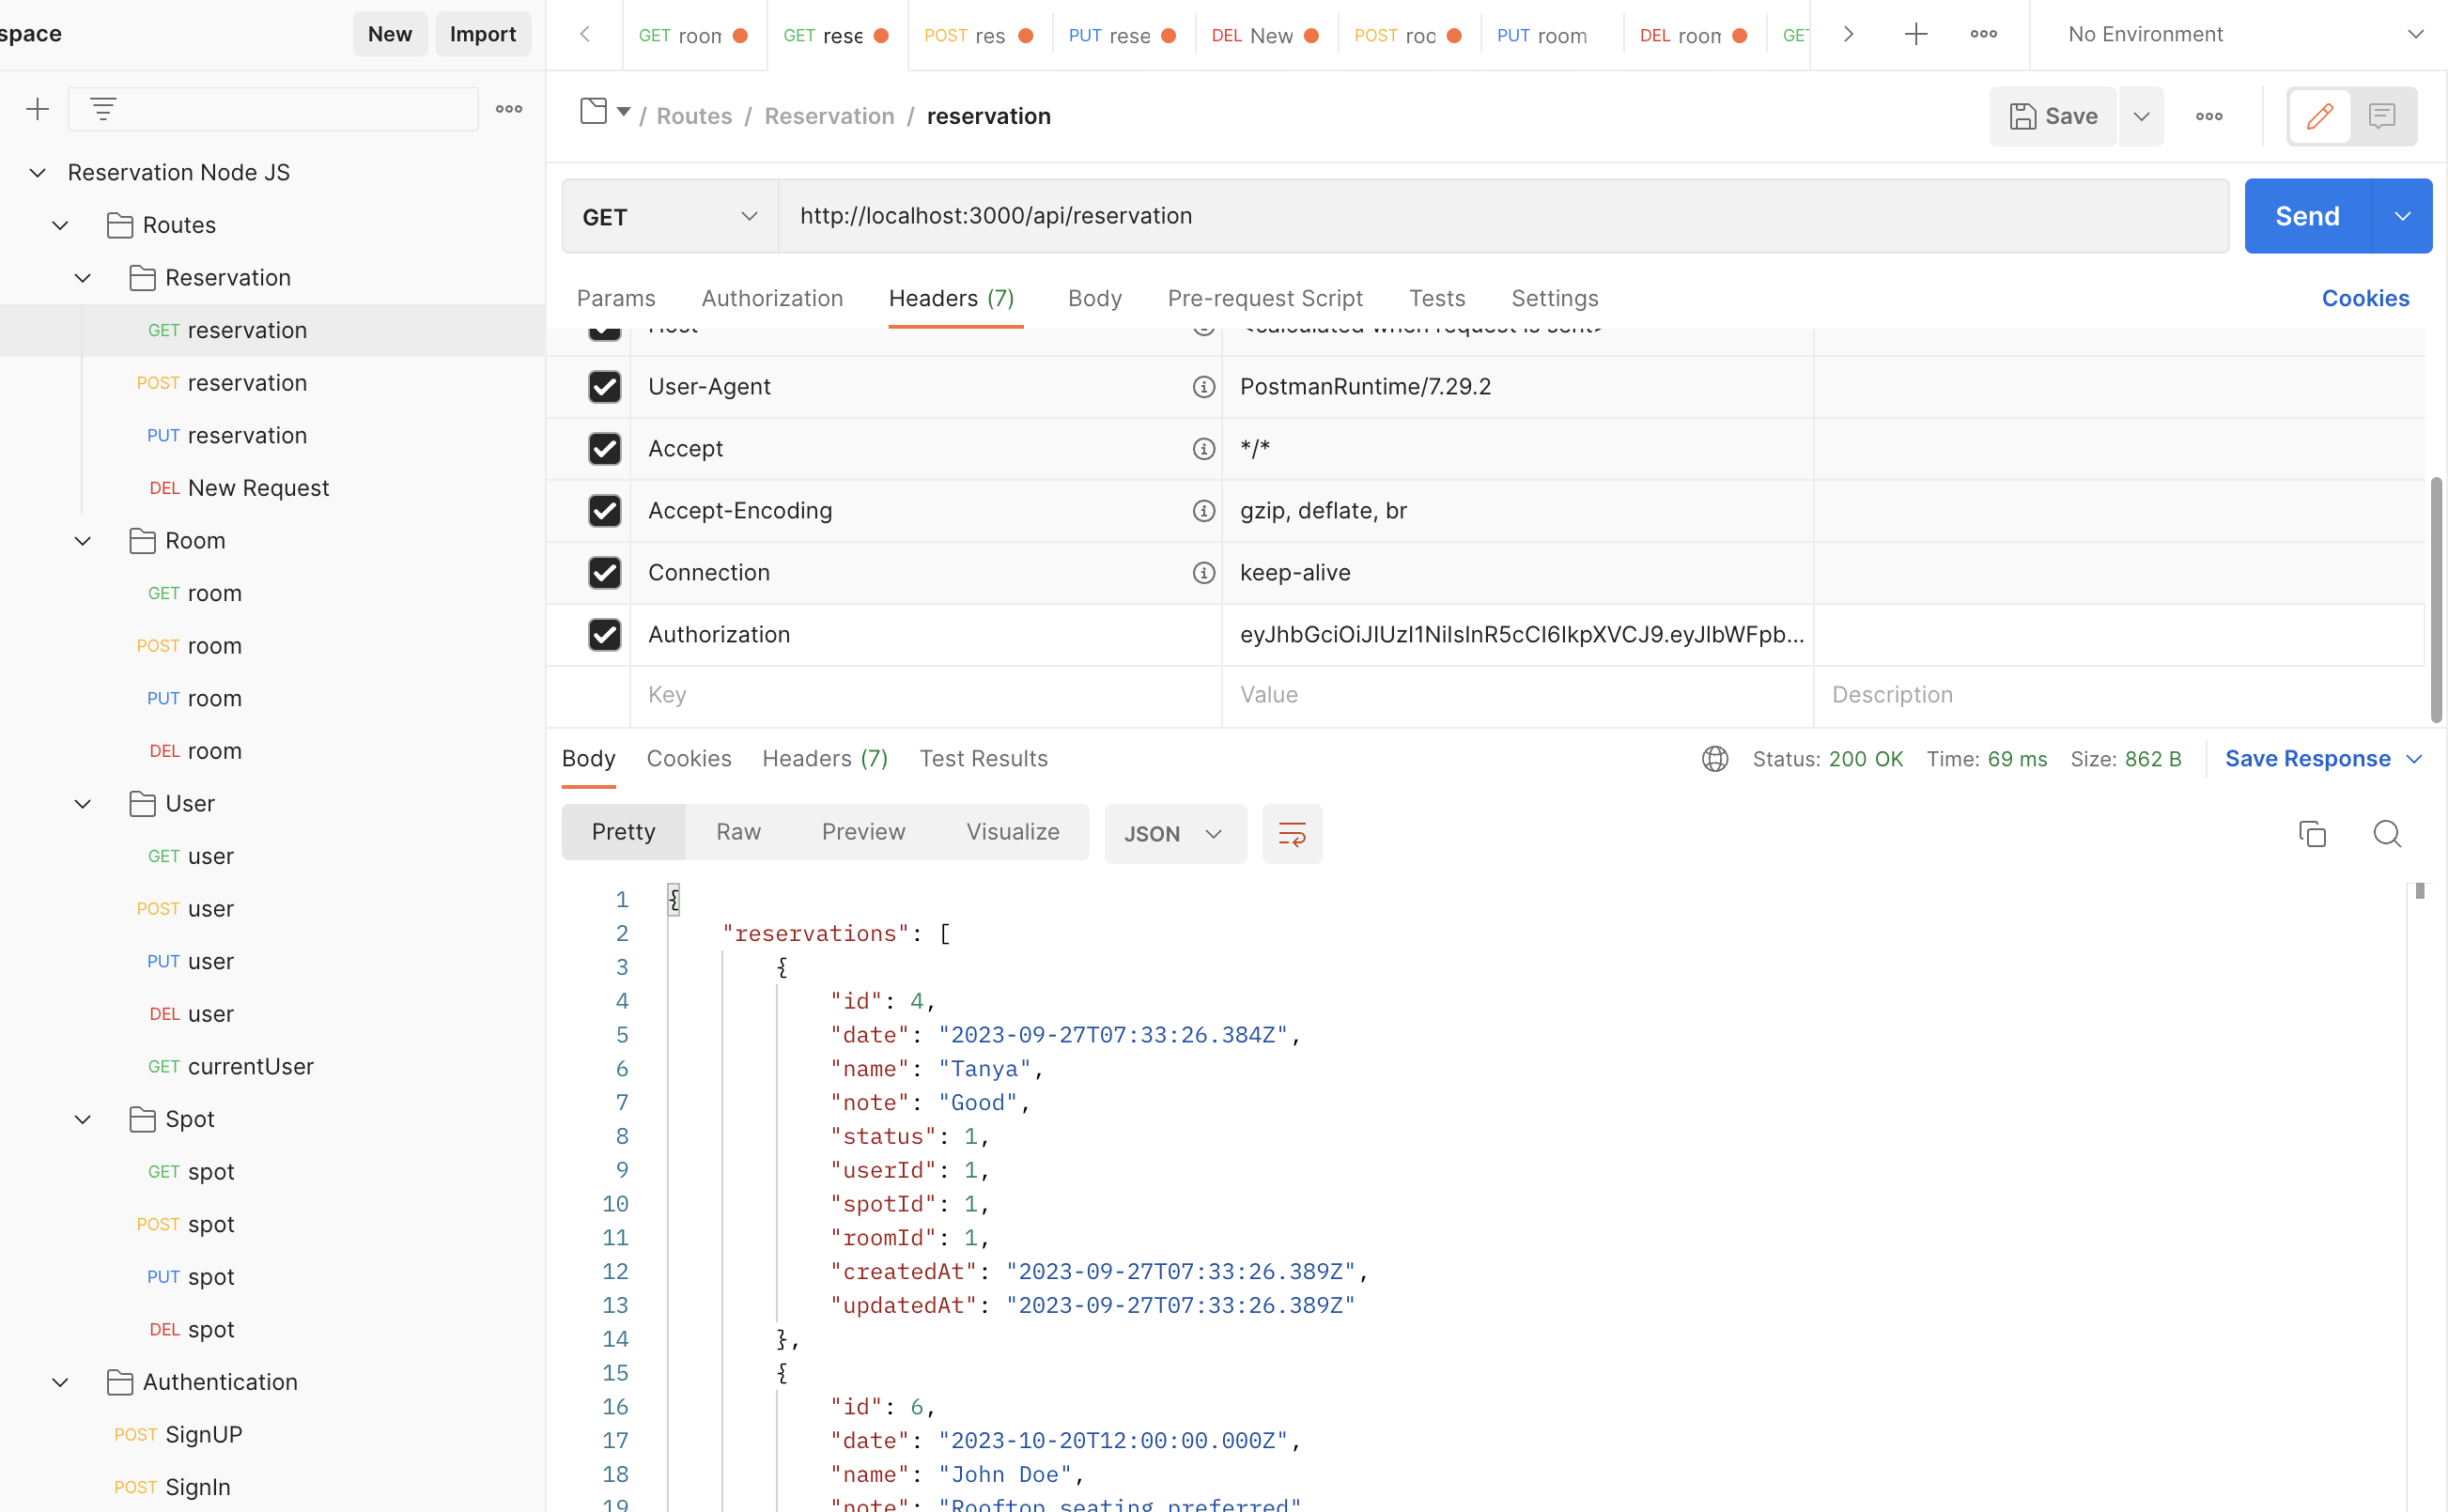 space
New
Import
GET room
GET rese
POST res
PUT rese
DEL New
POST roo
PUT room
DEL room
GET
No Environment
Reservation Node JS
Routes
Reservation
GET reservation
POST reservation
PUT reservation
DEL New Request
Room
GET room
POST room
PUT room
DEL room
User
GET user
POST user
PUT user
DEL user
GET currentUser
Spot
GET spot
POST spot
PUT spot
DEL spot
Authentication
POST SignUP
POST SignIn
/ Routes / Reservation / reservation
Save
GET
http://localhost:3000/api/reservation
Send
Params Authorization Headers (7) Body Pre-request Script Tests Settings
Cookies
Host <calculated when request is sent>
User-Agent PostmanRuntime/7.29.2
Accept */*
Accept-Encoding gzip, deflate, br
Connection keep-alive
Authorization eyJhbGciOiJIUzI1NiIsInR5cCI6IkpXVCJ9.eyJlbWFpb...
Key Value Description
Body Cookies Headers (7) Test Results
Status: 200 OK Time: 69 ms Size: 862 B
Save Response
Pretty Raw Preview Visualize
JSON
1 {
2 "reservations": [
3 {
4 "id": 4,
5 "date": "2023-09-27T07:33:26.384Z",
6 "name": "Tanya",
7 "note": "Good",
8 "status": 1,
9 "userId": 1,
10 "spotId": 1,
11 "roomId": 1,
12 "createdAt": "2023-09-27T07:33:26.389Z",
13 "updatedAt": "2023-09-27T07:33:26.389Z"
14 },
15 {
16 "id": 6,
17 "date": "2023-10-20T12:00:00.000Z",
18 "name": "John Doe",
19 "note": "Rooftop seating preferred"